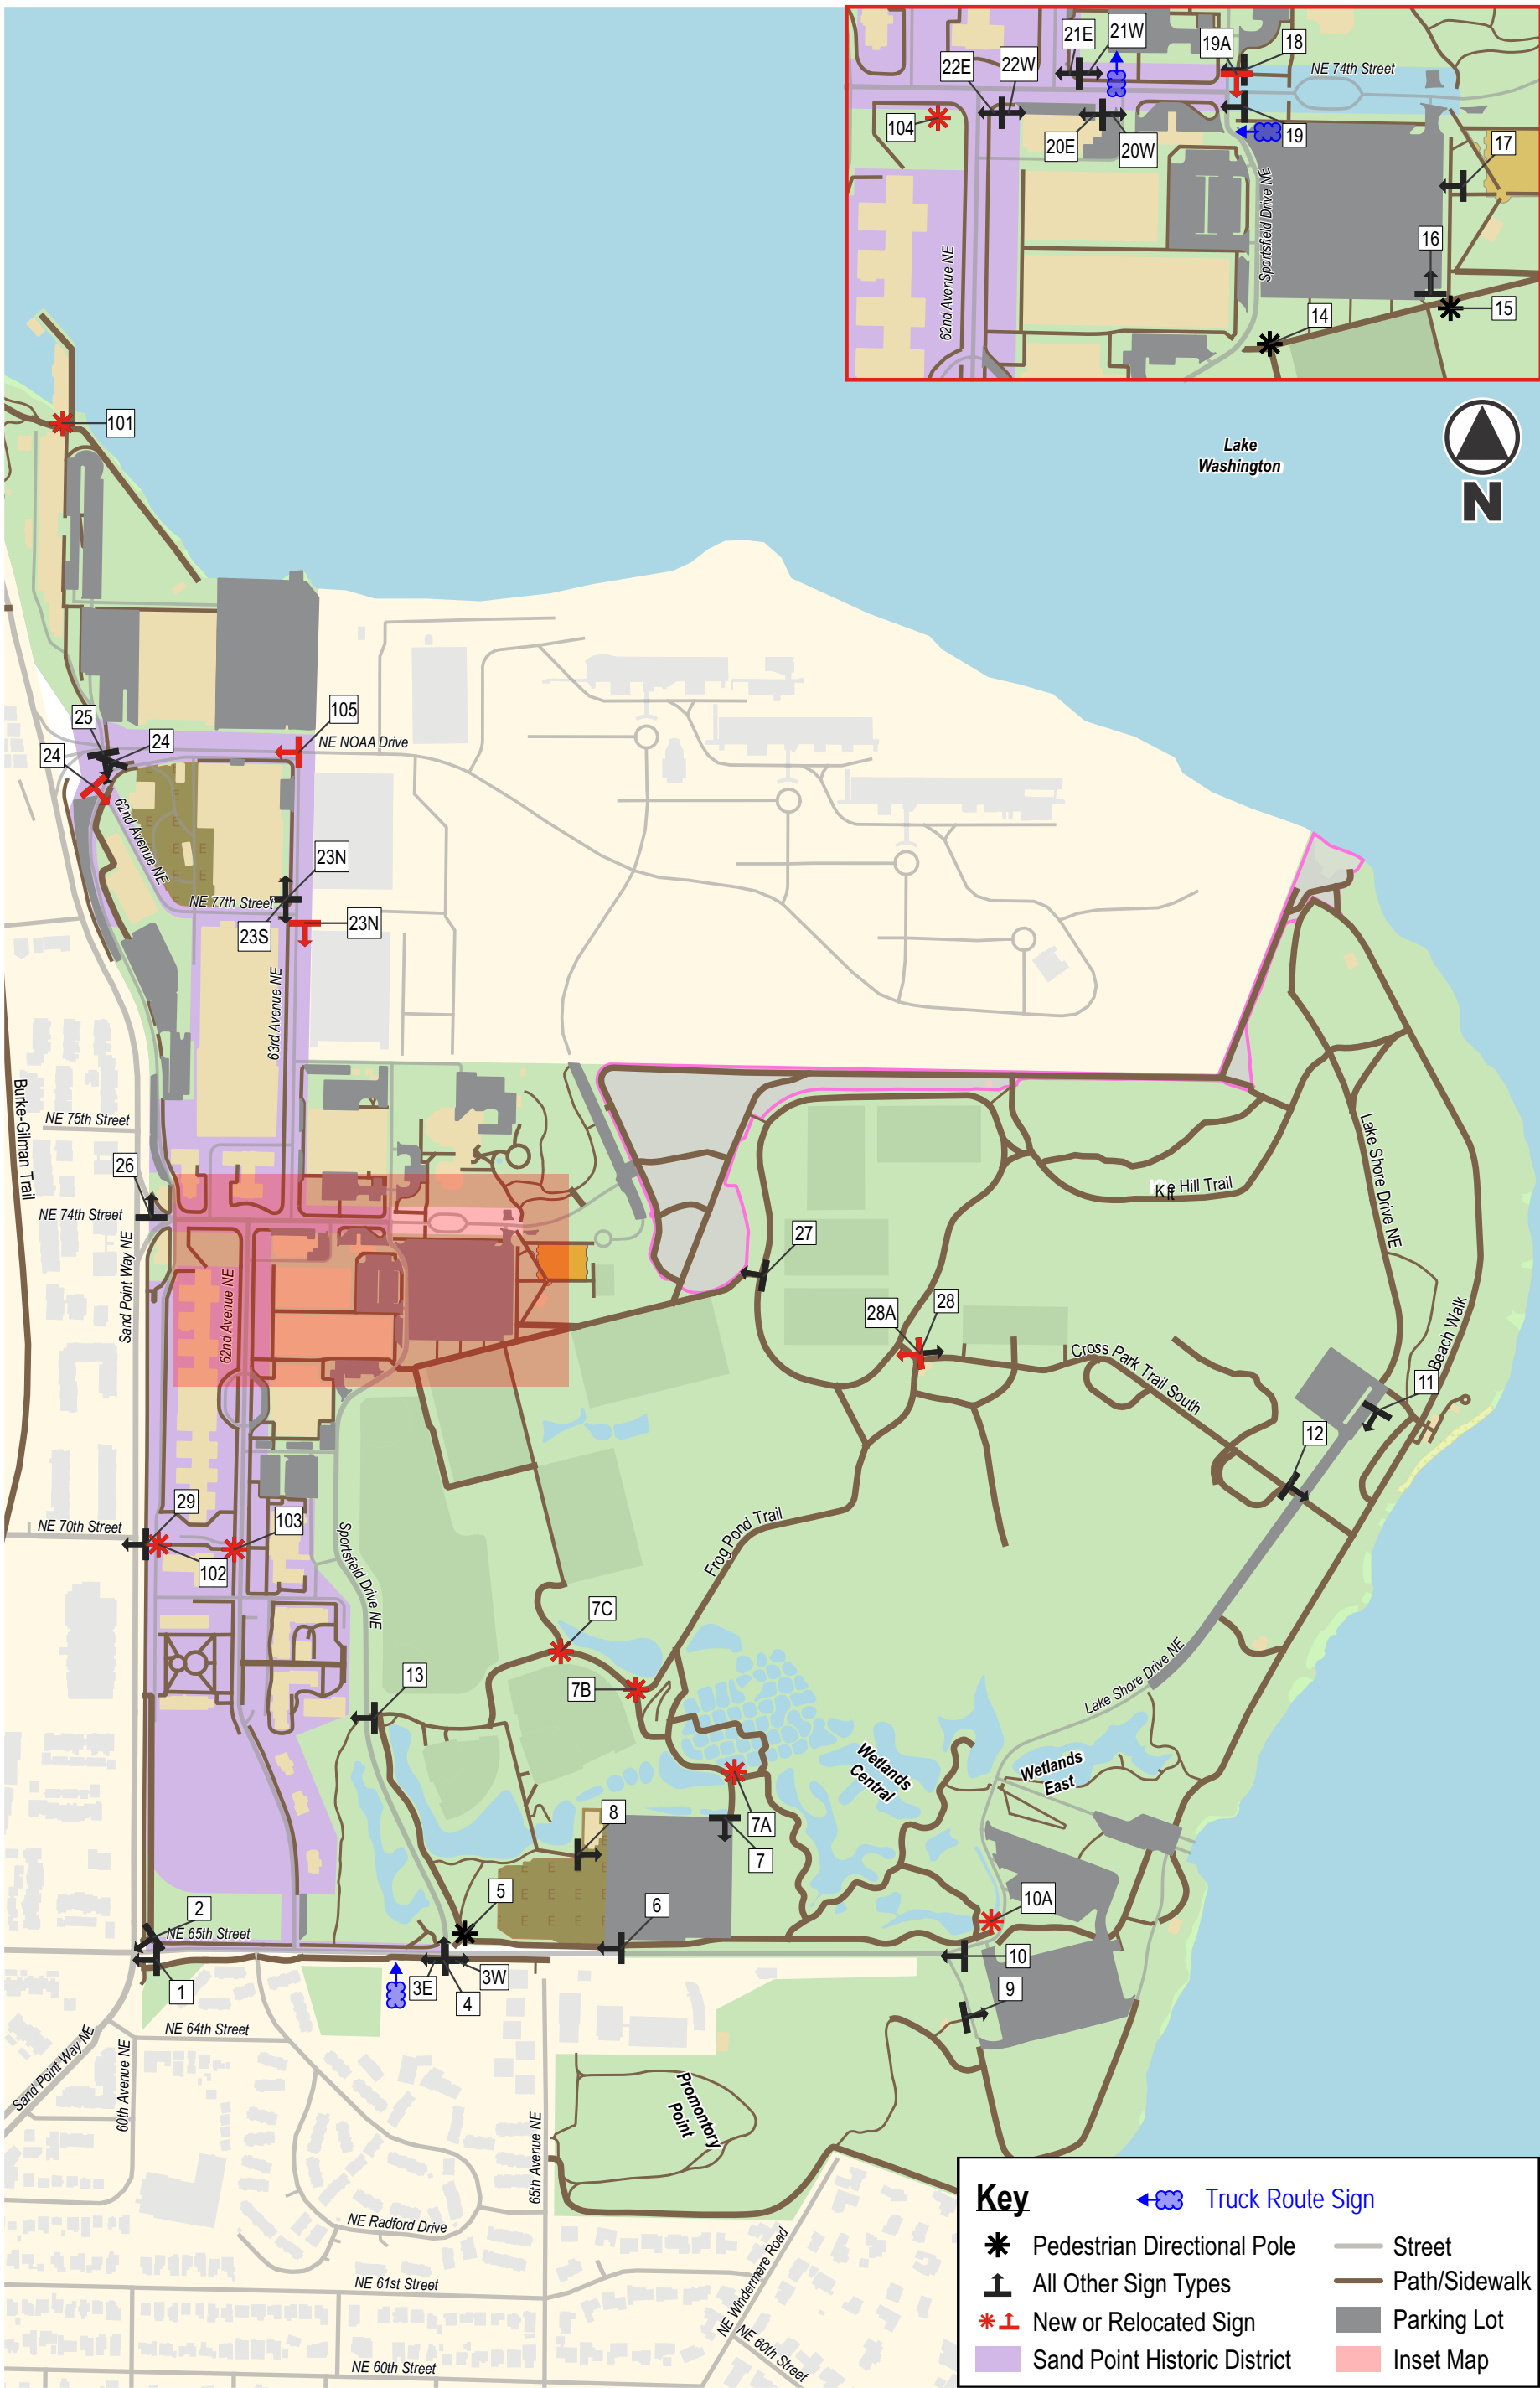 21E
21W
19A
18
22E
22W
NE 74th Street
104
20E
20W
19
17
Sportsfield Drive NE
62nd Avenue NE
16
15
14
101
Lake
Washington
N
25
24
24
105
NE NOAA Drive
62nd Avenue NE
E
E
E
E
E
E
23N
NE 77th Street
23S
23N
63rd Avenue NE
Burke-Gilman Trail
NE 75th Street
26
NE 74th Street
Sand Point Way NE
62nd Avenue NE
Kite Hill Trail
Lake Shore Drive NE
27
28A
28
Cross Park Trail South
Beach Walk
11
12
29
NE 70th Street
103
102
Sportsfield Drive NE
Frog Pond Trail
7C
7B
13
Lake Shore Drive NE
Wetlands
Central
Wetlands
East
8
7A
7
E E E
E E E E
E E E E
5
6
10A
2
NE 65th Street
1
3E
4
3W
10
9
NE 64th Street
Sand Point Way NE
60th Avenue NE
65th Avenue NE
Promontory
Point
NE Radford Drive
NE 61st Street
NE Windermere Road
NE 60th Street
NE 60th Street
Key
Truck Route Sign
Pedestrian Directional Pole
Street
All Other Sign Types
Path/Sidewalk
New or Relocated Sign
Parking Lot
Sand Point Historic District
Inset Map